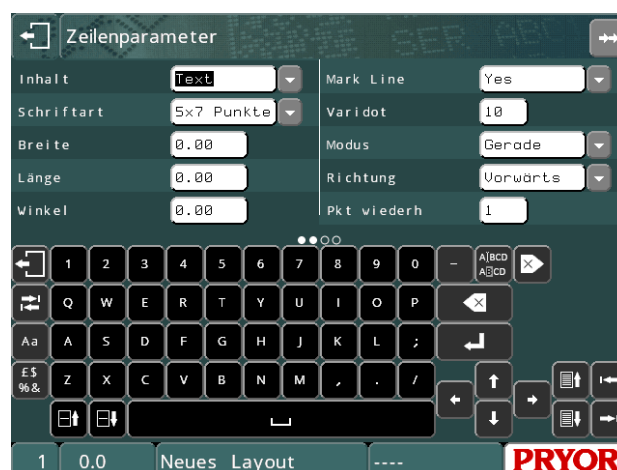 Zeilenparameter
Inhalt Text Mark Line Yes
Schriftart 5x7 Punkte Varidot 10
Breite 0.00 Modus Gerade
Länge 0.00 Richtung Vorwärts
Winkel 0.00 Pkt wiederh 1
1 2 3 4 5 6 7 8 9 0 - A[BCD
Q W E R T Y U I O P
Aa A S D F G H J K L ;
£$
%& Z X C V B N M , . /
1 0.0 Neues Layout ----
PRYOR